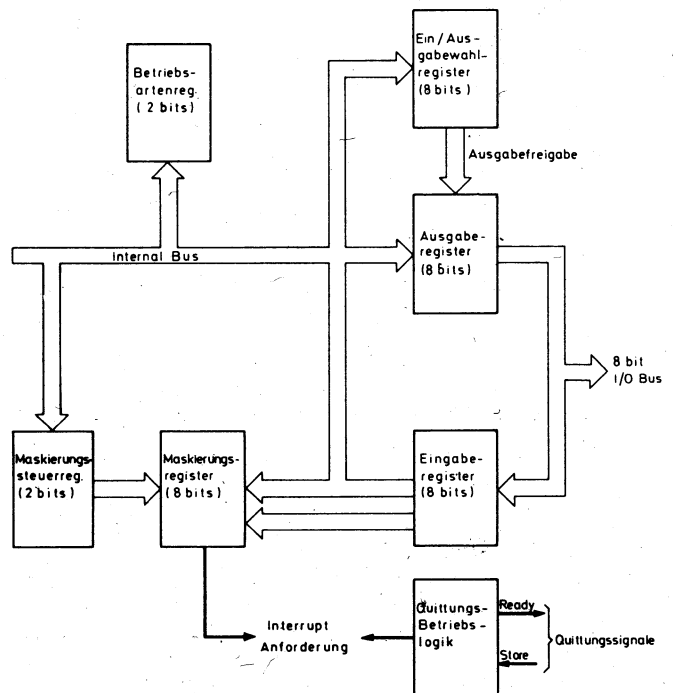 Ein/Aus-
gabewahl-
register
(8 bits)
Betriebs-
artenreg.
(2 bits)
Ausgabefreigabe
Ausgabe-
register
(8 bits)
Internal Bus
8 bit
I/O Bus
Maskierungs-
steuerreg.
(2 bits)
Maskierungs-
register
(8 bits)
Eingabe-
register
(8 bits)
Quittungs-
Betriebs-
logik
Ready
Store
Quittungssignale
Interrupt
Anforderung